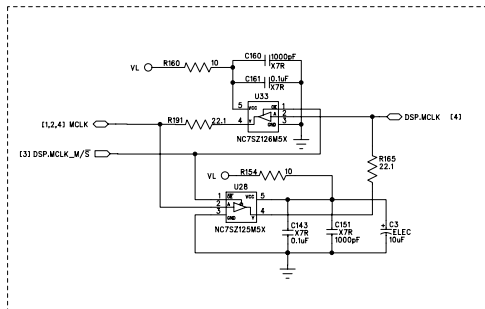 C160 1000pF
X7R
R160 10
VL
C161 0.1uF
X7R
U33
5 VCC OE 1
A 2
4 Y GND 3
NC7SZ126M5X
[1,2,4] MCLK
R191 22.1
DSP.MCLK [4]
[3] DSP.MCLK_M/S
R165
22.1
VL R154 10
U28
1 OE VCC 5
2 A
3 GND Y 4
NC7SZ125M5X
C143
X7R
0.1uF
C151
X7R
1000pF
+ C3
ELEC
10uF